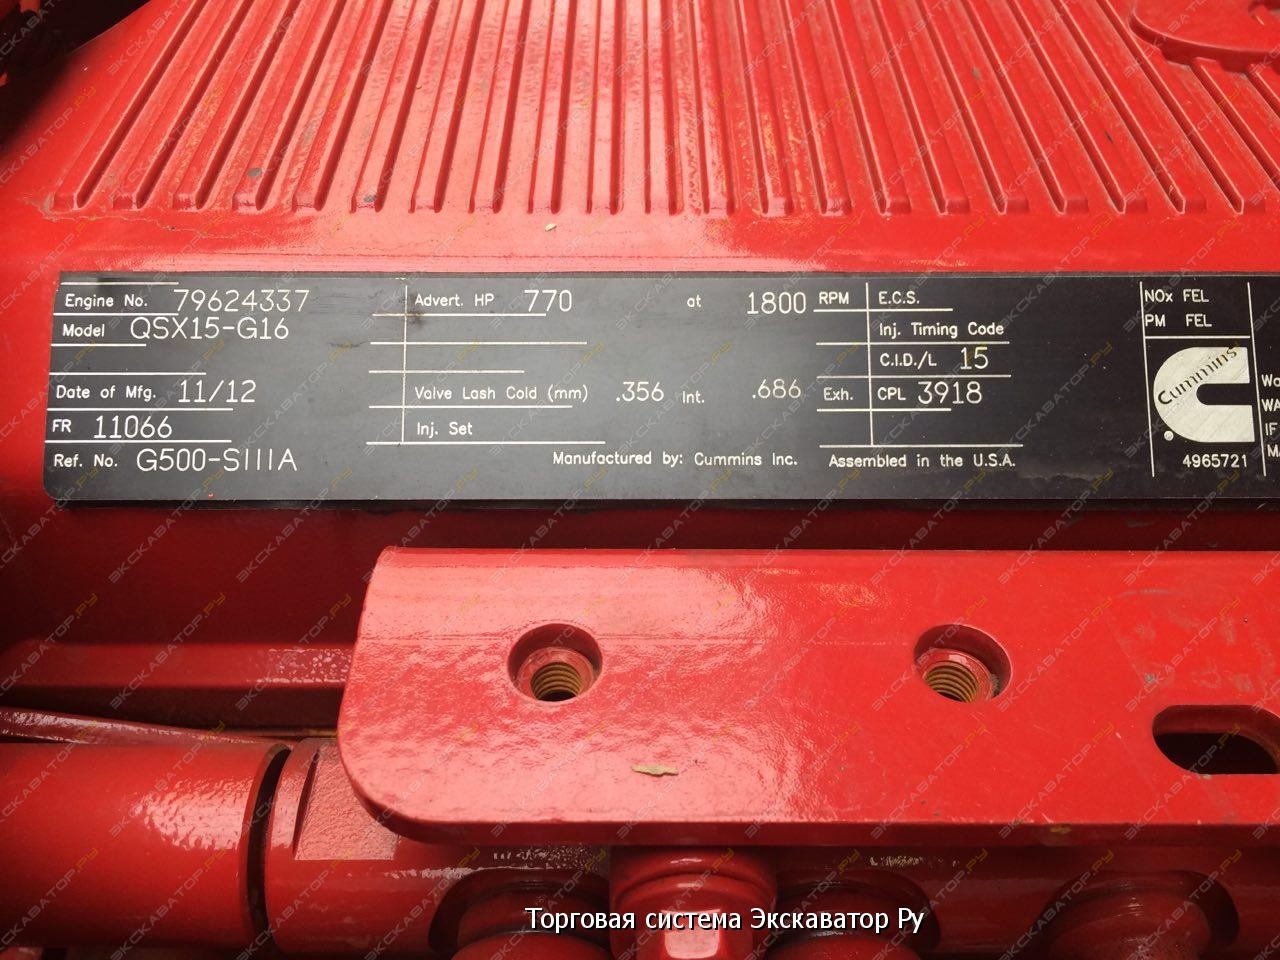 Engine No. 79624337
Model QSX15-G16
Date of Mfg. 11/12
FR 11066
Ref. No. G500-SIIIA
Advert. HP 770 at 1800 RPM
Valve Lash Cold (mm) .356 Int. .686 Exh.
Inj. Set
Manufactured by: Cummins Inc. Assembled in the U.S.A.
E.C.S.
Inj. Timing Code
C.I.D./L 15
CPL 3918
NOx FEL
PM FEL
Cummins
®
4965721
WA
IF
Торговая система Экскаватор Ру
ЭКСКАВАТОР.РУ